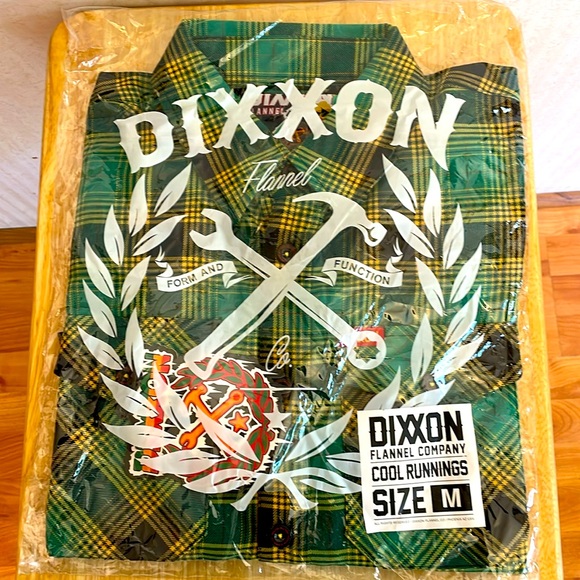 DIXXON
Flannel
FORM AND FUNCTION
Co.
DIXXON
FLANNEL COMPANY
COOL RUNNINGS
SIZE M